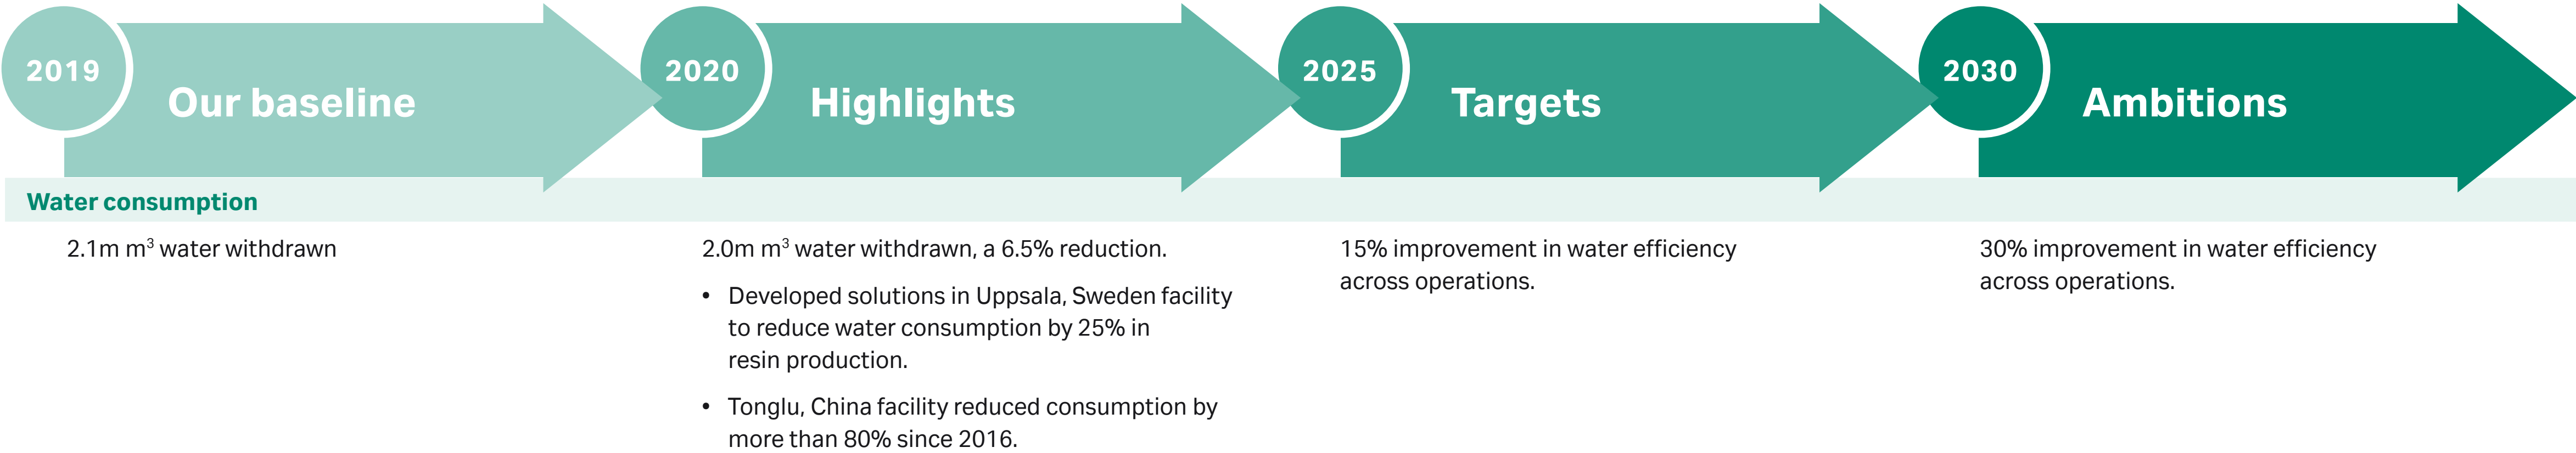 2019
Our baseline
2020
Highlights
2025
Targets
2030
Ambitions
Water consumption
2.1m m³ water withdrawn
2.0m m³ water withdrawn, a 6.5% reduction.
• Developed solutions in Uppsala, Sweden facility
to reduce water consumption by 25% in
resin production.
• Tonglu, China facility reduced consumption by
more than 80% since 2016.
15% improvement in water efficiency
across operations.
30% improvement in water efficiency
across operations.